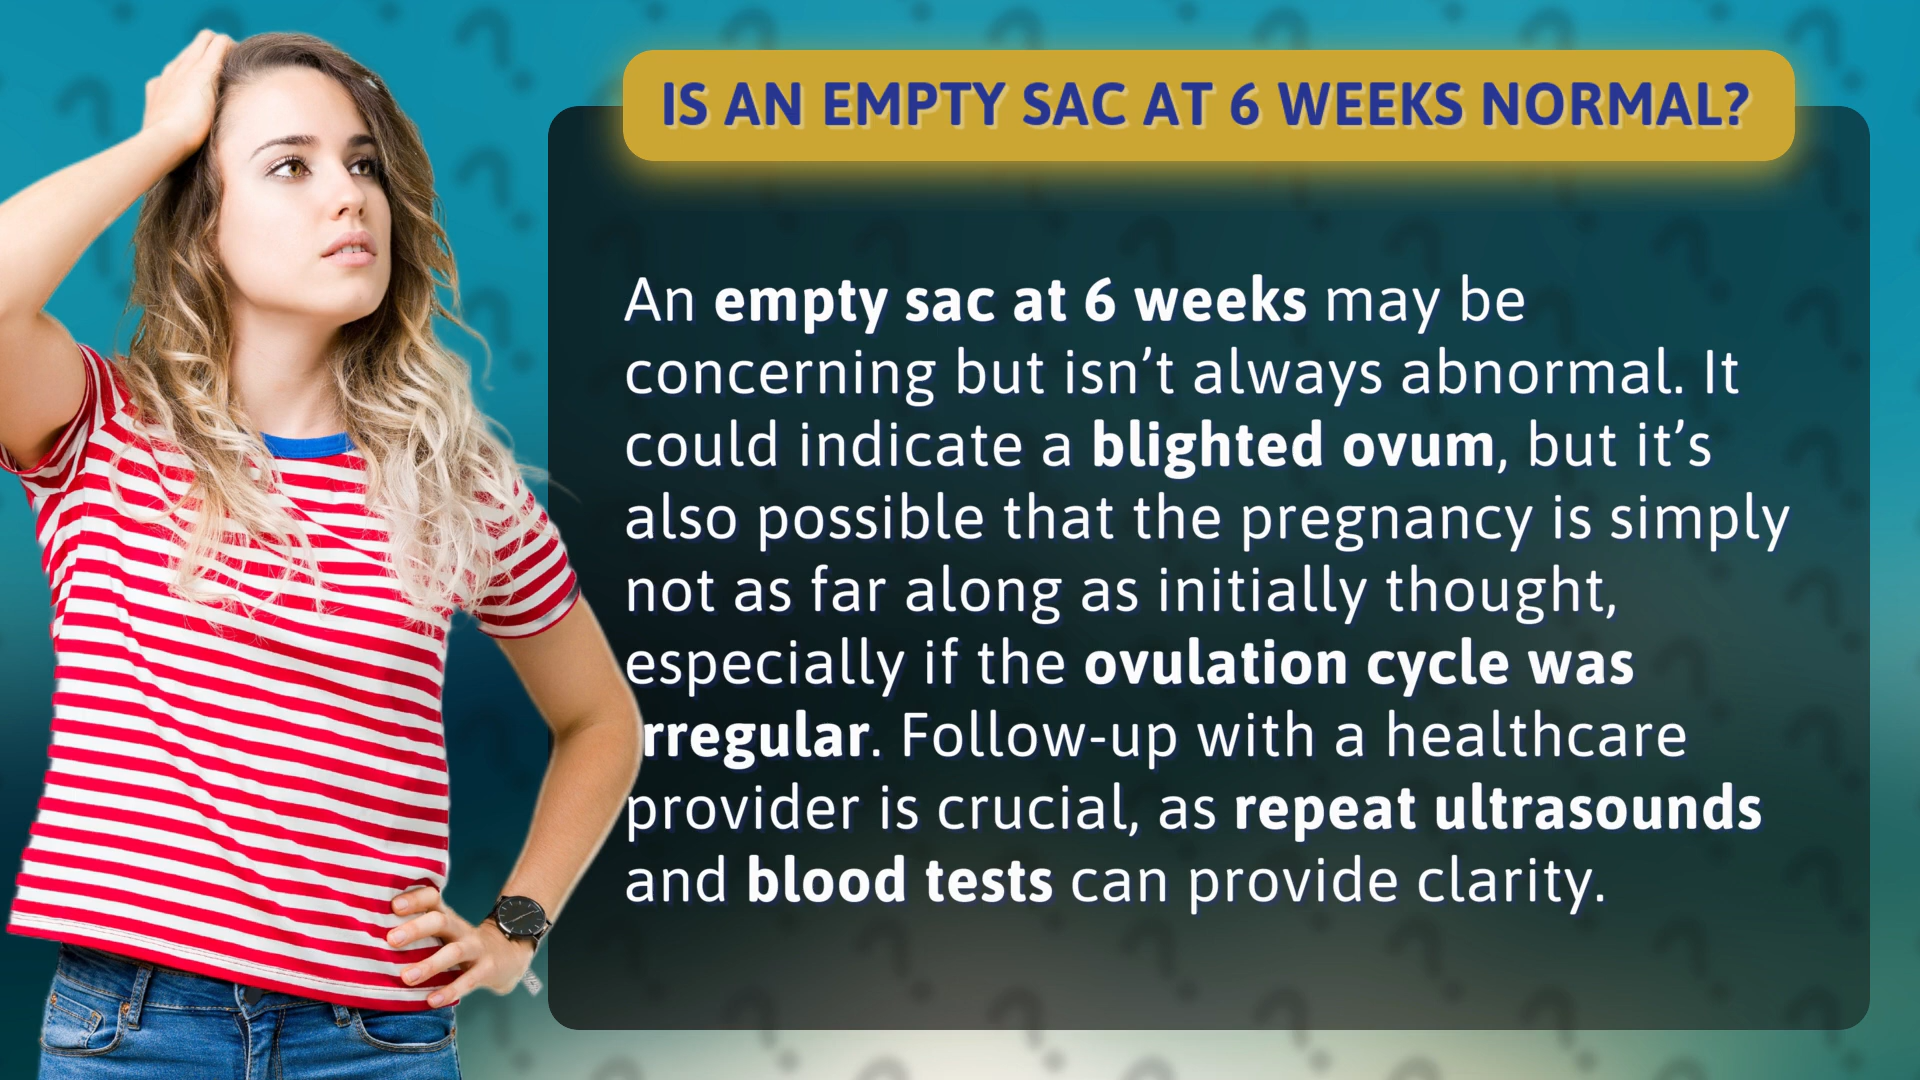 IS AN EMPTY SAC AT 6 WEEKS NORMAL?
An empty sac at 6 weeks may be
concerning but isn’t always abnormal. It
could indicate a blighted ovum, but it’s
also possible that the pregnancy is simply
not as far along as initially thought,
especially if the ovulation cycle was
rregular. Follow-up with a healthcare
provider is crucial, as repeat ultrasounds
and blood tests can provide clarity.